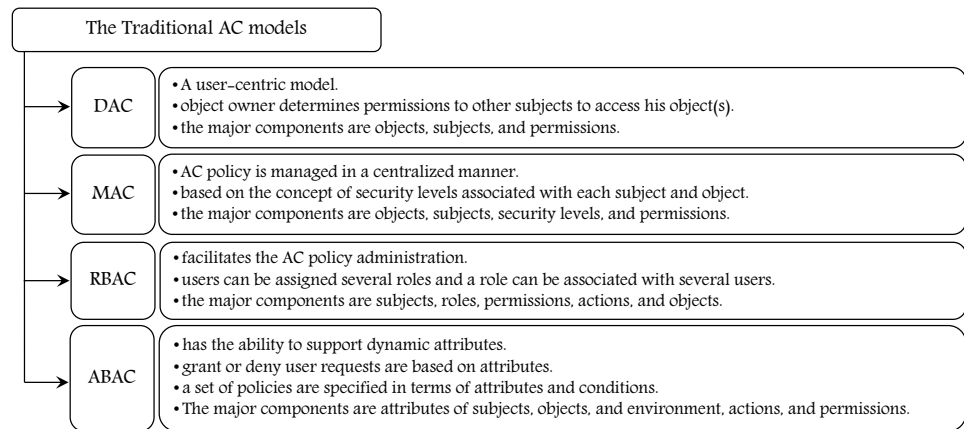 The Traditional AC models
DAC
•A user-centric model.
•object owner determines permissions to other subjects to access his object(s).
•the major components are objects, subjects, and permissions.
MAC
•AC policy is managed in a centralized manner.
•based on the concept of security levels associated with each subject and object.
•the major components are objects, subjects, security levels, and permissions.
RBAC
•facilitates the AC policy administration.
•users can be assigned several roles and a role can be associated with several users.
•the major components are subjects, roles, permissions, actions, and objects.
ABAC
•has the ability to support dynamic attributes.
•grant or deny user requests are based on attributes.
•a set of policies are specified in terms of attributes and conditions.
•The major components are attributes of subjects, objects, and environment, actions, and permissions.